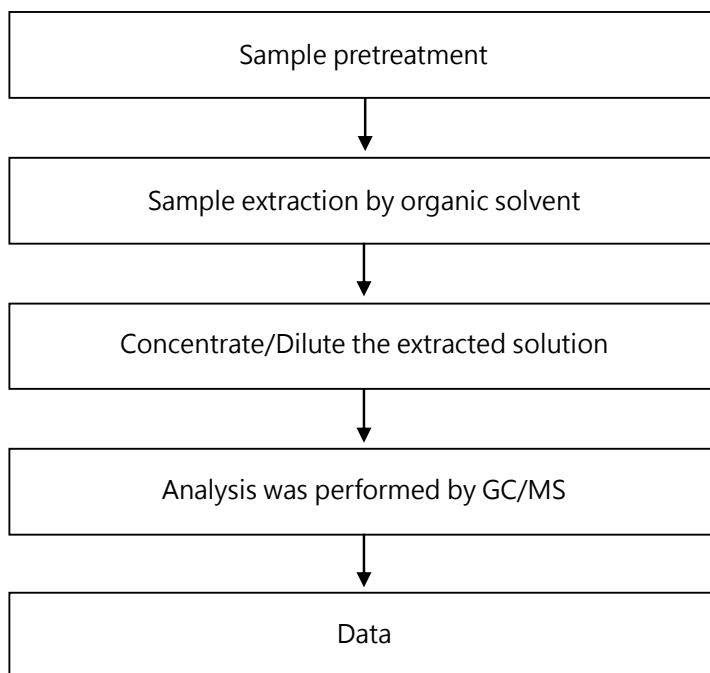 Sample pretreatment
Sample extraction by organic solvent
Concentrate/Dilute the extracted solution
Analysis was performed by GC/MS
Data